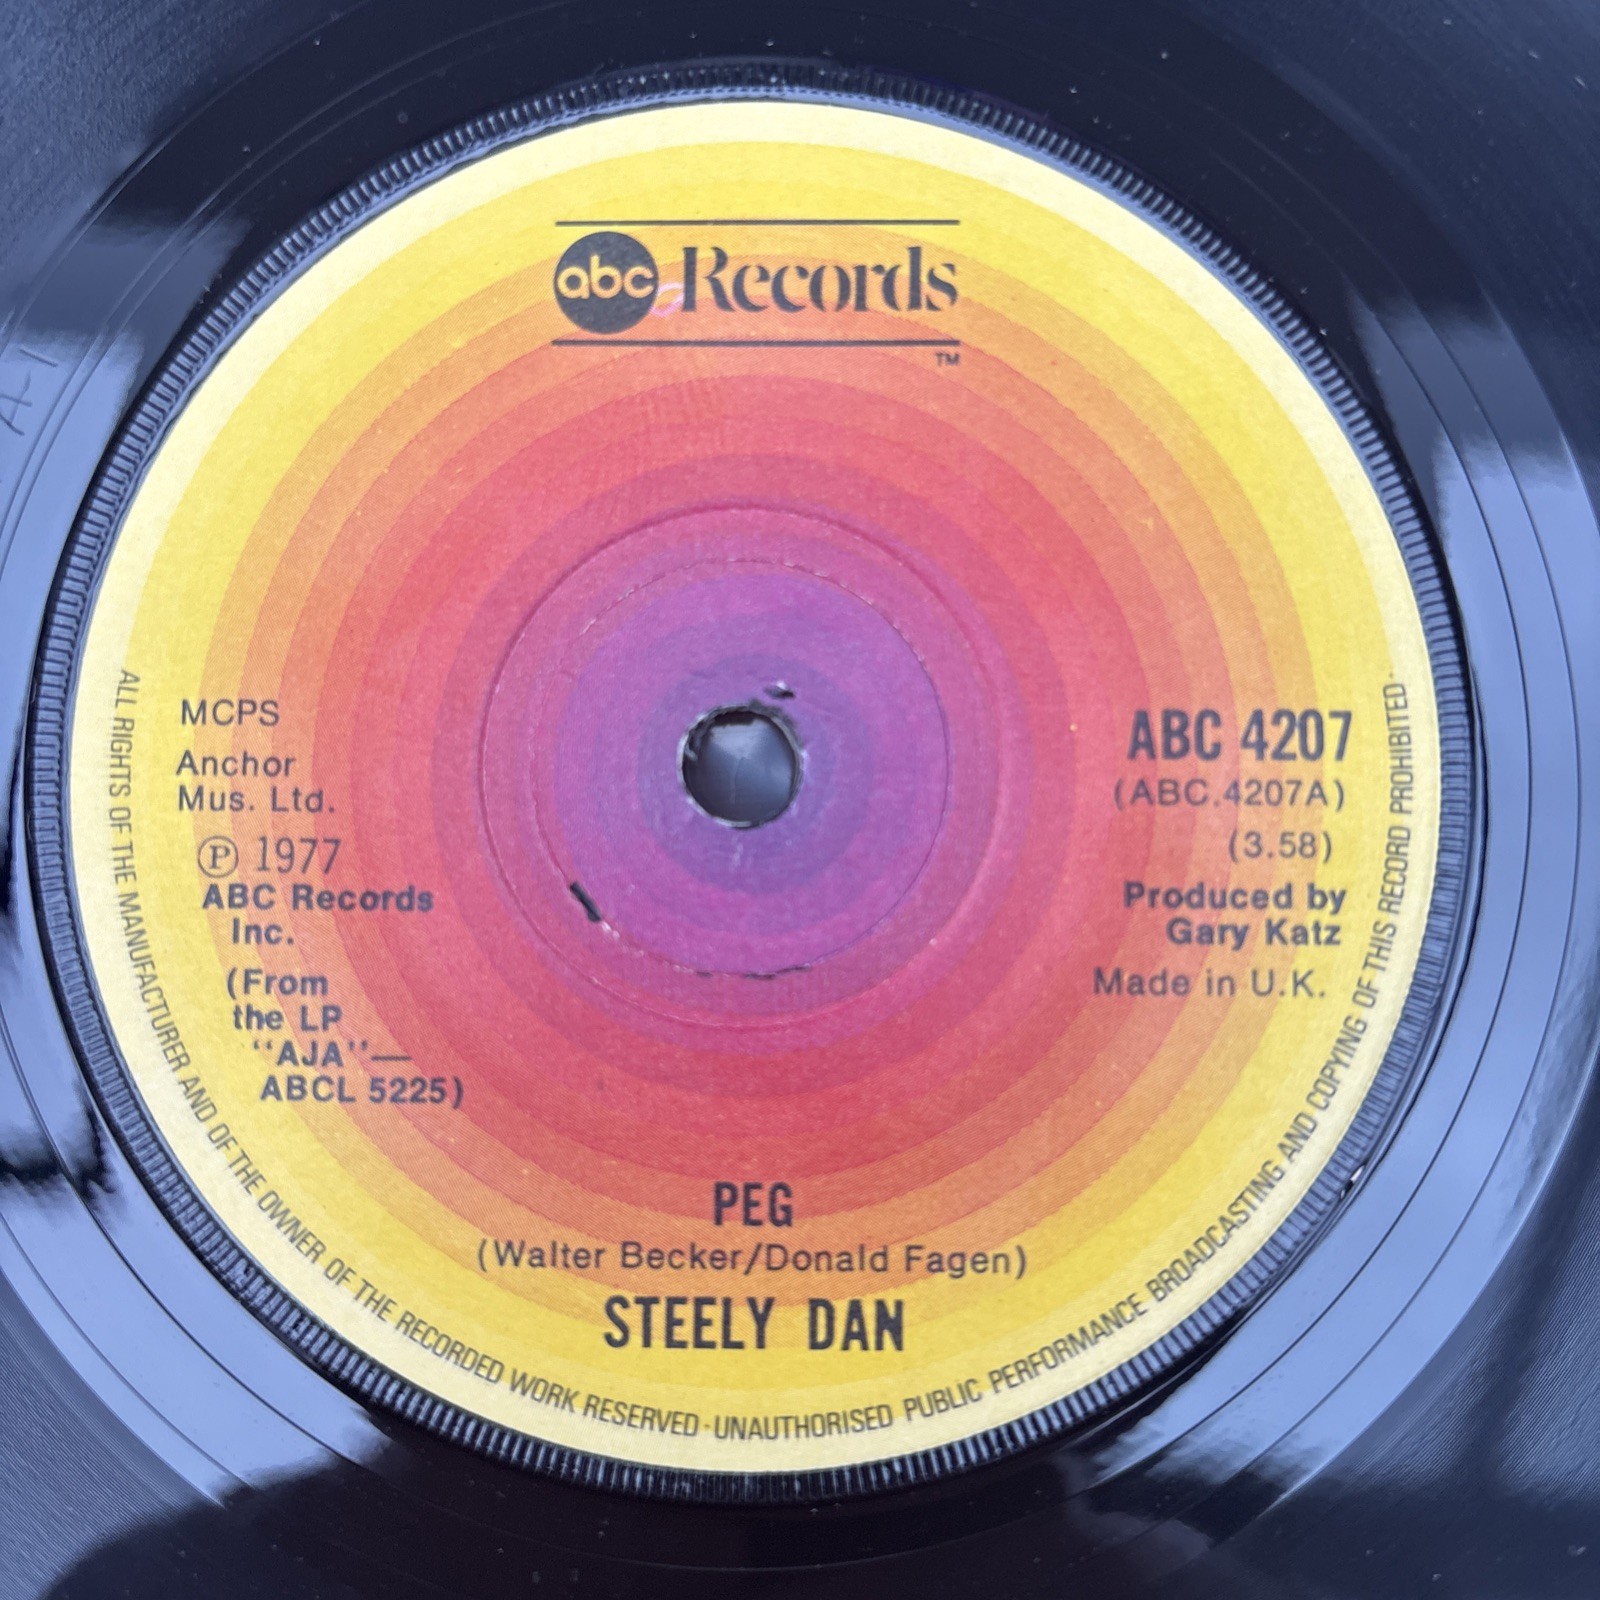 abc Records
TM
MCPS
Anchor
Mus. Ltd.
Ⓟ 1977
ABC Records
Inc.
(From
the LP
"AJA"—
ABCL 5225)
ABC 4207
(ABC.4207A)
(3.58)
Produced by
Gary Katz
Made in U.K.
PEG
(Walter Becker/Donald Fagen)
STEELY DAN
ALL RIGHTS OF THE MANUFACTURER AND OF THE OWNER OF THE RECORDED WORK RESERVED · UNAUTHORISED PUBLIC PERFORMANCE BROADCASTING AND COPYING OF THIS RECORD PROHIBITED ·
A-1